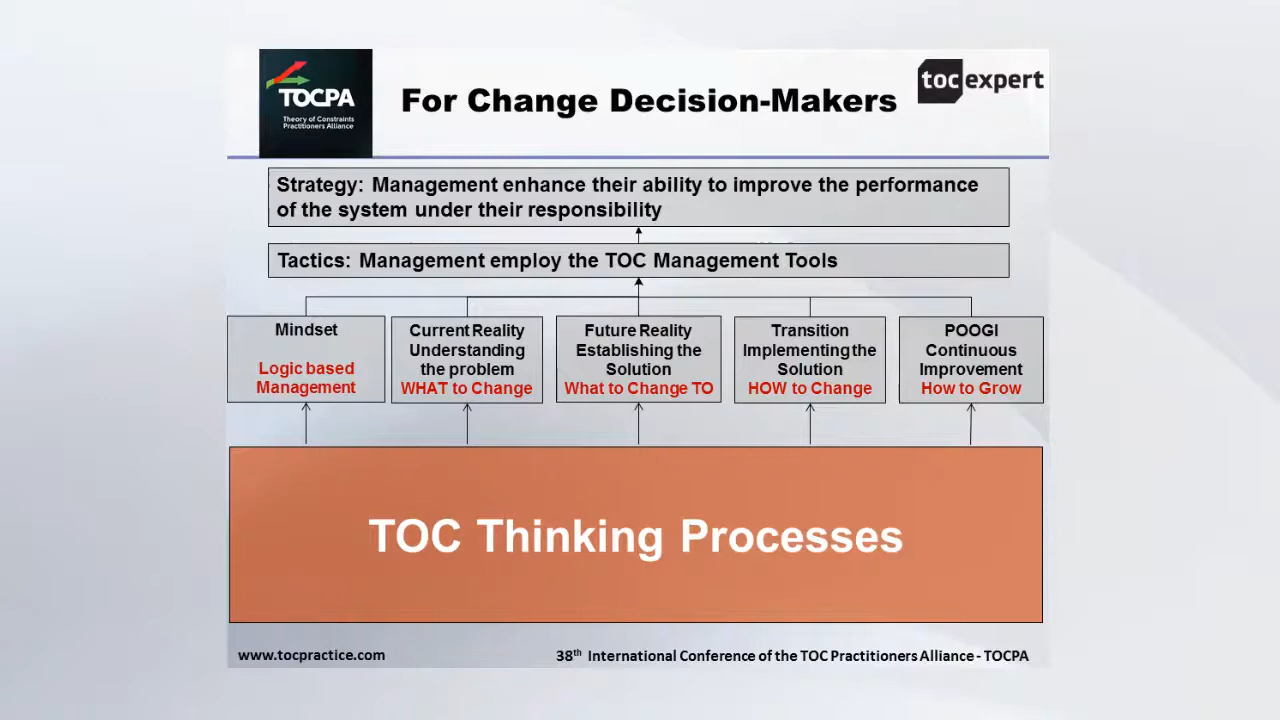 TOCPA
Theory of Constraints
Practitioners Alliance
For Change Decision-Makers
tocexpert
Strategy: Management enhance their ability to improve the performance
of the system under their responsibility
Tactics: Management employ the TOC Management Tools
Mindset
Logic based
Management
Current Reality
Understanding
the problem
WHAT to Change
Future Reality
Establishing the
Solution
What to Change TO
Transition
Implementing the
Solution
HOW to Change
POOGI
Continuous
Improvement
How to Grow
TOC Thinking Processes
www.tocpractice.com
38th International Conference of the TOC Practitioners Alliance - TOCPA